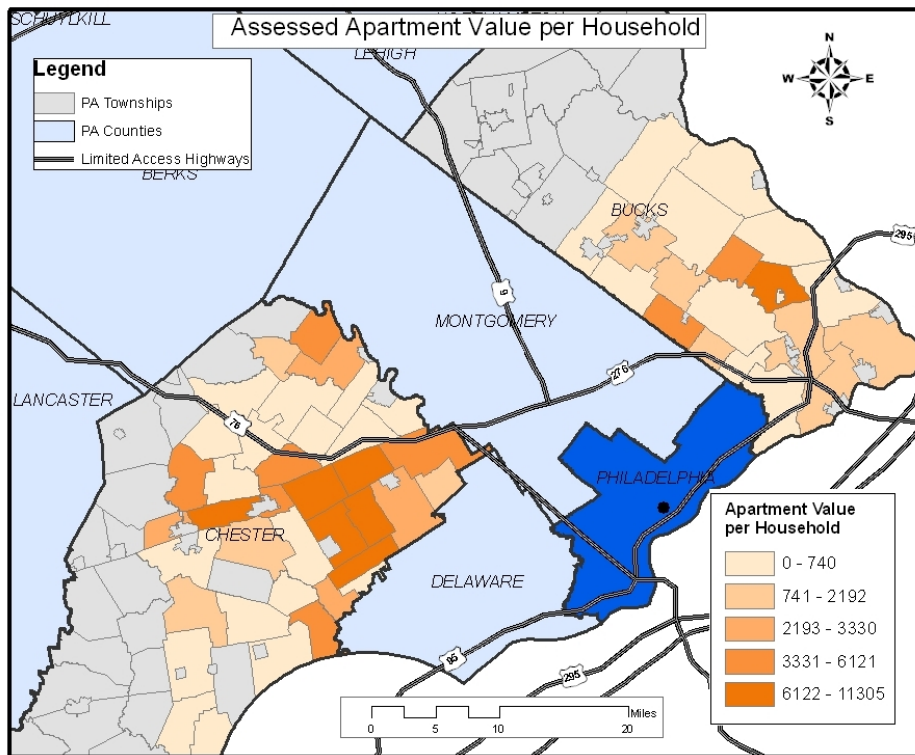 SCHUYLKILL
Assessed Apartment Value per Household
LEHIGH
Legend
PA Townships
PA Counties
Limited Access Highways
BERKS
N
W E
S
BUCKS
295
9
MONTGOMERY
276
276
LANCASTER
76
PHILADELPHIA
CHESTER
DELAWARE
95
295
Apartment Value
per Household
0 - 740
741 - 2192
2193 - 3330
3331 - 6121
6122 - 11305
Miles
0 5 10 20